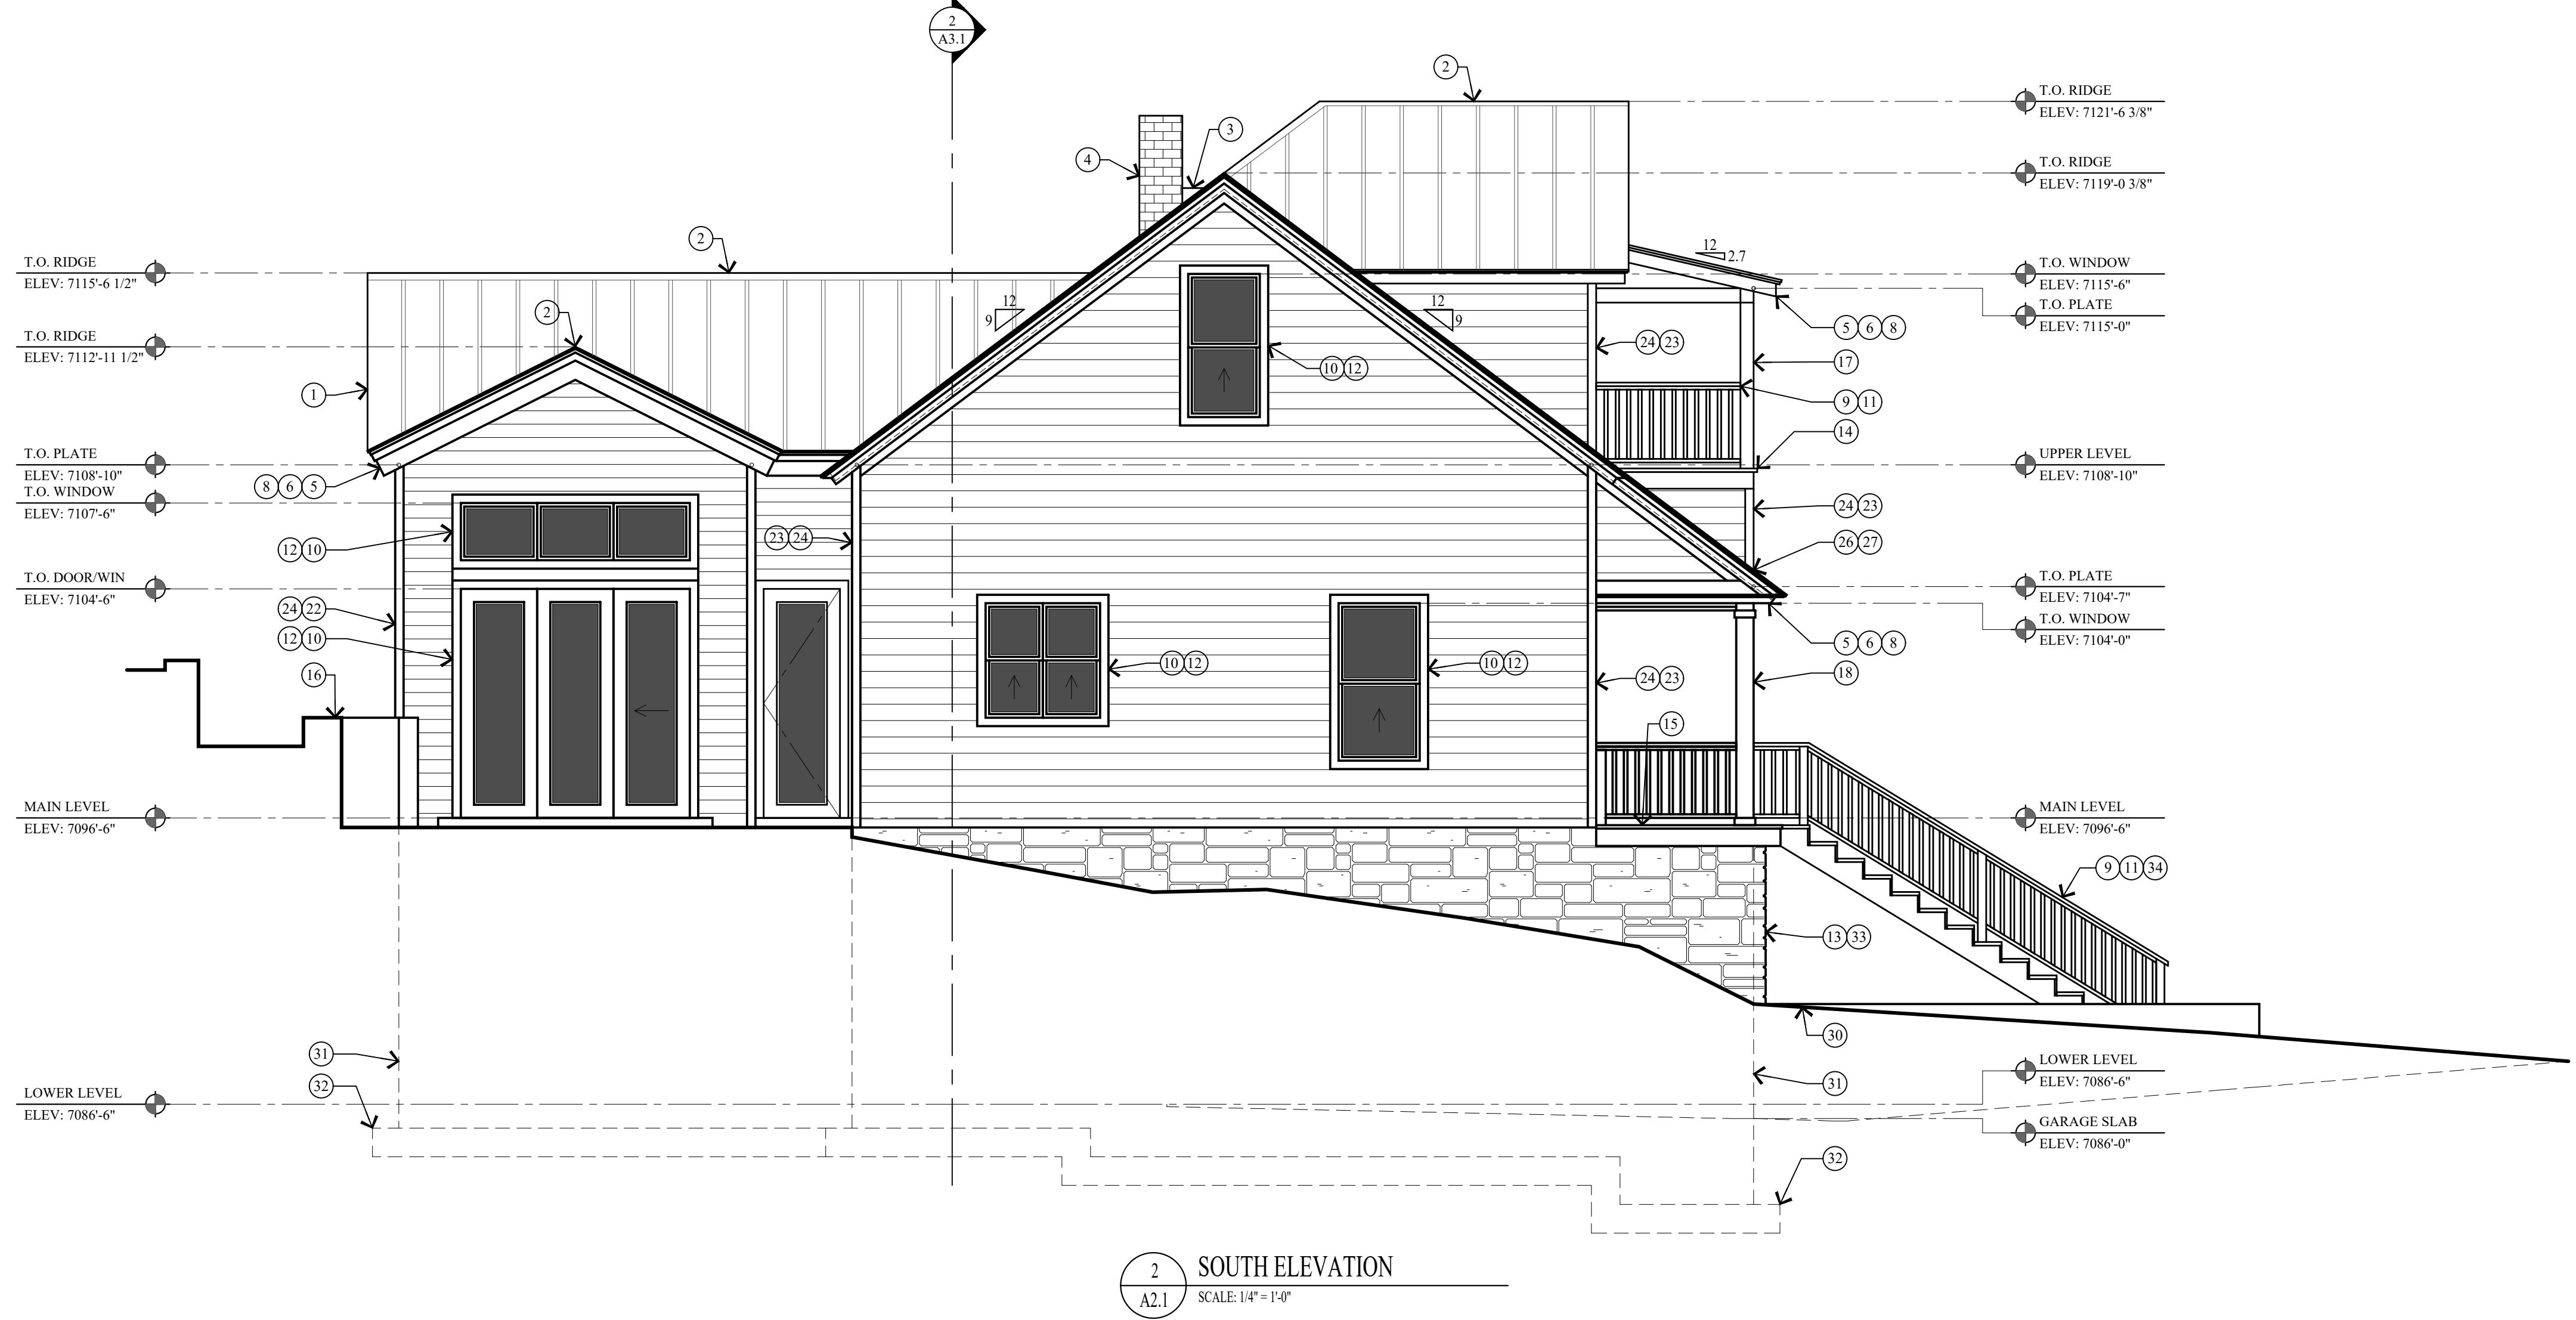 2
A3.1
2
T.O. RIDGE
ELEV: 7121'-6 3/8"
3
4
T.O. RIDGE
ELEV: 7119'-0 3/8"
2
12
2.7
T.O. RIDGE
ELEV: 7115'-6 1/2"
T.O. WINDOW
ELEV: 7115'-6"
2
12
9
12
9
T.O. PLATE
ELEV: 7115'-0"
5 6 8
T.O. RIDGE
ELEV: 7112'-11 1/2"
24 23
17
10 12
1
9 11
14
T.O. PLATE
ELEV: 7108'-10"
UPPER LEVEL
ELEV: 7108'-10"
8 6 5
T.O. WINDOW
ELEV: 7107'-6"
24 23
12 10
23 24
26 27
T.O. DOOR/WIN
ELEV: 7104'-6"
T.O. PLATE
ELEV: 7104'-7"
24 22
T.O. WINDOW
ELEV: 7104'-0"
12 10
5 6 8
10 12
10 12
16
24 23
18
15
MAIN LEVEL
ELEV: 7096'-6"
MAIN LEVEL
ELEV: 7096'-6"
9 11 34
13 33
30
31
LOWER LEVEL
ELEV: 7086'-6"
32
31
LOWER LEVEL
ELEV: 7086'-6"
GARAGE SLAB
ELEV: 7086'-0"
32
2
A2.1
SOUTH ELEVATION
SCALE: 1/4" = 1'-0"